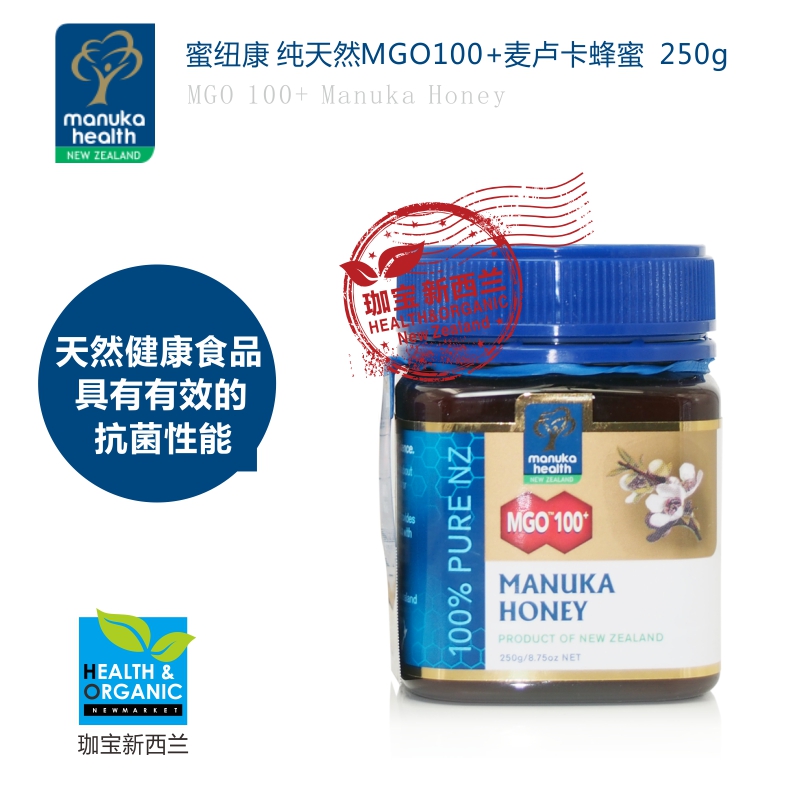 manuka
health
NEW ZEALAND
蜜纽康 纯天然MGO100+麦卢卡蜂蜜 250g
MGO 100+ Manuka Honey
珈宝新西兰
HEALTH&ORGANIC
New Zealand
天然健康食品
具有有效的
抗菌性能
manuka
health
NEW ZEALAND
MGO™100+
100% PURE NZ
MANUKA
HONEY
PRODUCT OF NEW ZEALAND
250g/8.75oz NET
HEALTH &
ORGANIC
NEWMARKET
珈宝新西兰